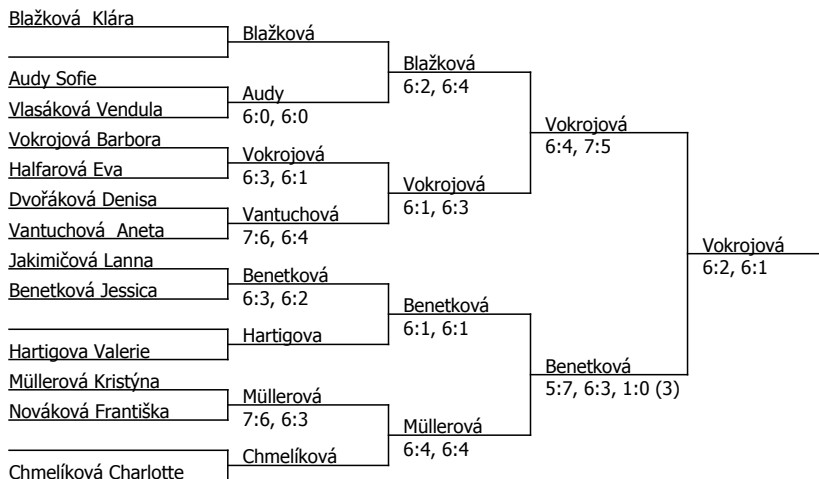 Blažková  Klára
Blažková
Blažková
6:2, 6:4
Audy Sofie
Audy
6:0, 6:0
Vlasáková Vendula
Vokrojová
6:4, 7:5
Vokrojová Barbora
Vokrojová
6:3, 6:1
Halfarová Eva
Vokrojová
6:1, 6:3
Dvořáková Denisa
Vantuchová
7:6, 6:4
Vantuchová  Aneta
Vokrojová
6:2, 6:1
Jakimičová Lanna
Benetková
6:3, 6:2
Benetková Jessica
Benetková
6:1, 6:1
Hartigova
Hartigova Valerie
Benetková
5:7, 6:3, 1:0 (3)
Müllerová Kristýna
Müllerová
7:6, 6:3
Nováková Františka
Müllerová
6:4, 6:4
Chmelíková
Chmelíková Charlotte